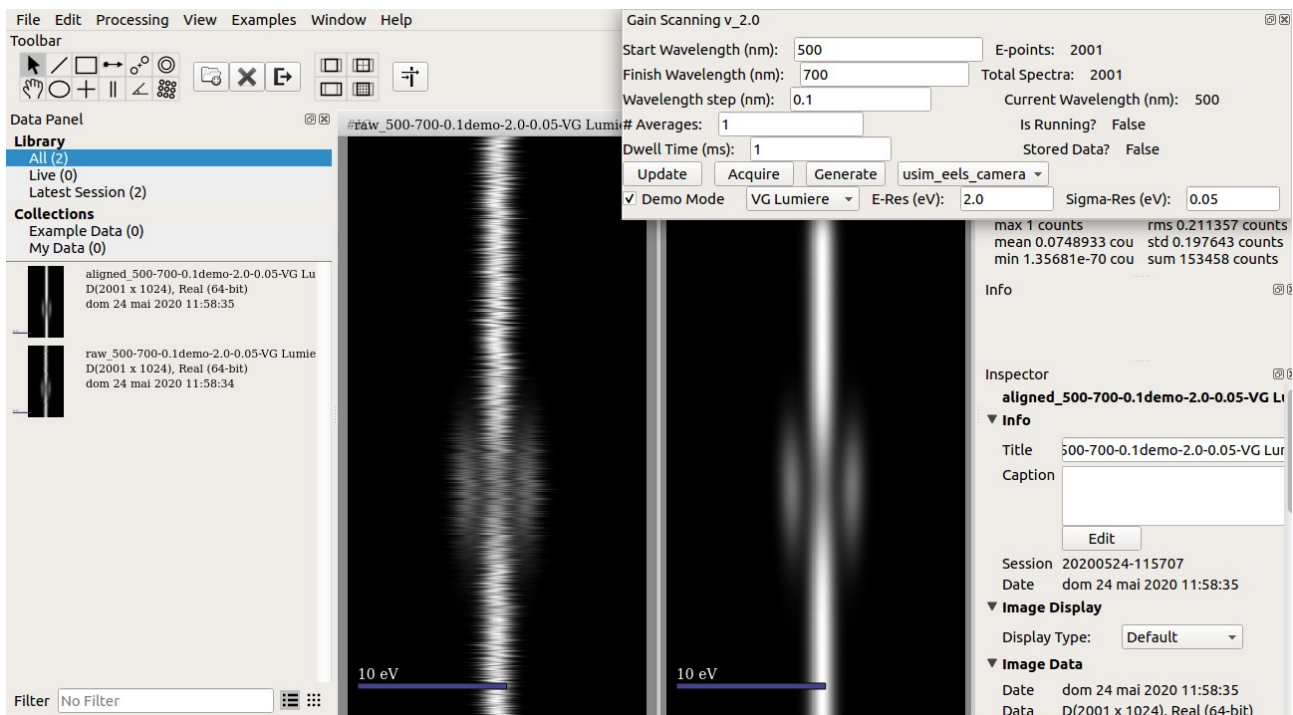 File Edit Processing View Examples Window Help
Toolbar
Data Panel
Library
All (2)
Live (0)
Latest Session (2)
Collections
Example Data (0)
My Data (0)
aligned_500-700-0.1demo-2.0-0.05-VG Lu
D(2001 x 1024), Real (64-bit)
dom 24 mai 2020 11:58:35
raw_500-700-0.1demo-2.0-0.05-VG Lumie
D(2001 x 1024), Real (64-bit)
dom 24 mai 2020 11:58:34
Filter No Filter
raw_500-700-0.1demo-2.0-0.05-VG Lumi
10 eV
10 eV
Gain Scanning v_2.0
Start Wavelength (nm): 500 E-points: 2001
Finish Wavelength (nm): 700 Total Spectra: 2001
Wavelength step (nm): 0.1 Current Wavelength (nm): 500
# Averages: 1 Is Running? False
Dwell Time (ms): 1 Stored Data? False
Update Acquire Generate usim_eels_camera
Demo Mode VG Lumiere E-Res (eV): 2.0 Sigma-Res (eV): 0.05
max 1 counts rms 0.211357 counts
mean 0.0748933 cou std 0.197643 counts
min 1.35681e-70 cou sum 153458 counts
Info
Inspector
aligned_500-700-0.1demo-2.0-0.05-VG Lu
Info
Title 500-700-0.1demo-2.0-0.05-VG Lur
Caption
Edit
Session 20200524-115707
Date dom 24 mai 2020 11:58:35
Image Display
Display Type: Default
Image Data
Date dom 24 mai 2020 11:58:35
Data D(2001 x 1024), Real (64-bit)